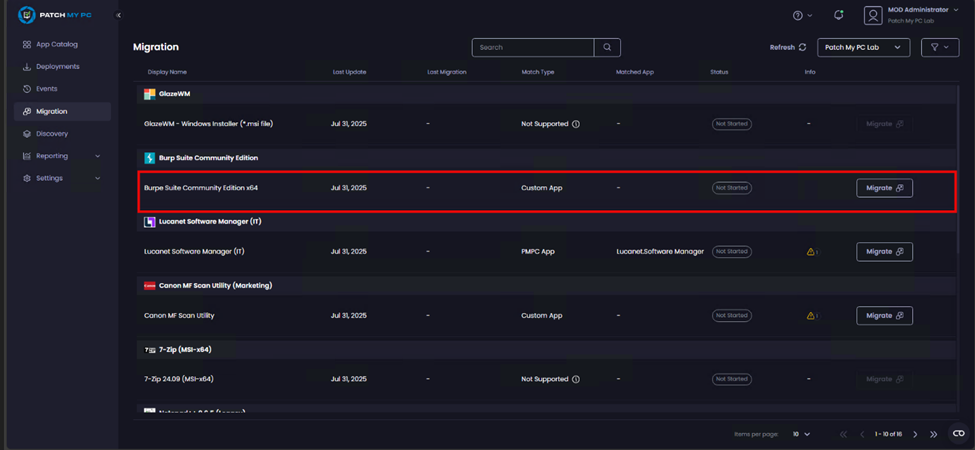 PATCH MY PC
MOD Administrator
Patch My PC Lab
App Catalog
Deployments
Events
Migration
Discovery
Reporting
Settings
Migration
Search
Refresh
Patch My PC Lab
Display Name Last Update Last Migration Match Type Matched App Status Info
GlazeWM
GlazeWM - Windows Installer (*.msi file) Jul 31, 2025 - Not Supported - Not Started - Migrate
Burp Suite Community Edition
Burpe Suite Community Edition x64 Jul 31, 2025 - Custom App - Not Started Migrate
Lucanet Software Manager (IT)
Lucanet Software Manager (IT) Jul 31, 2025 - PMPC App Lucanet.Software Manager Not Started 1 Migrate
Canon MF Scan Utility (Marketing)
Canon MF Scan Utility Jul 31, 2025 - Custom App - Not Started 1 Migrate
7-Zip (MSI-x64)
7-Zip 24.09 (MSI-x64) Jul 31, 2025 - Not Supported - Not Started - Migrate
Items per page: 10 1 - 10 of 16